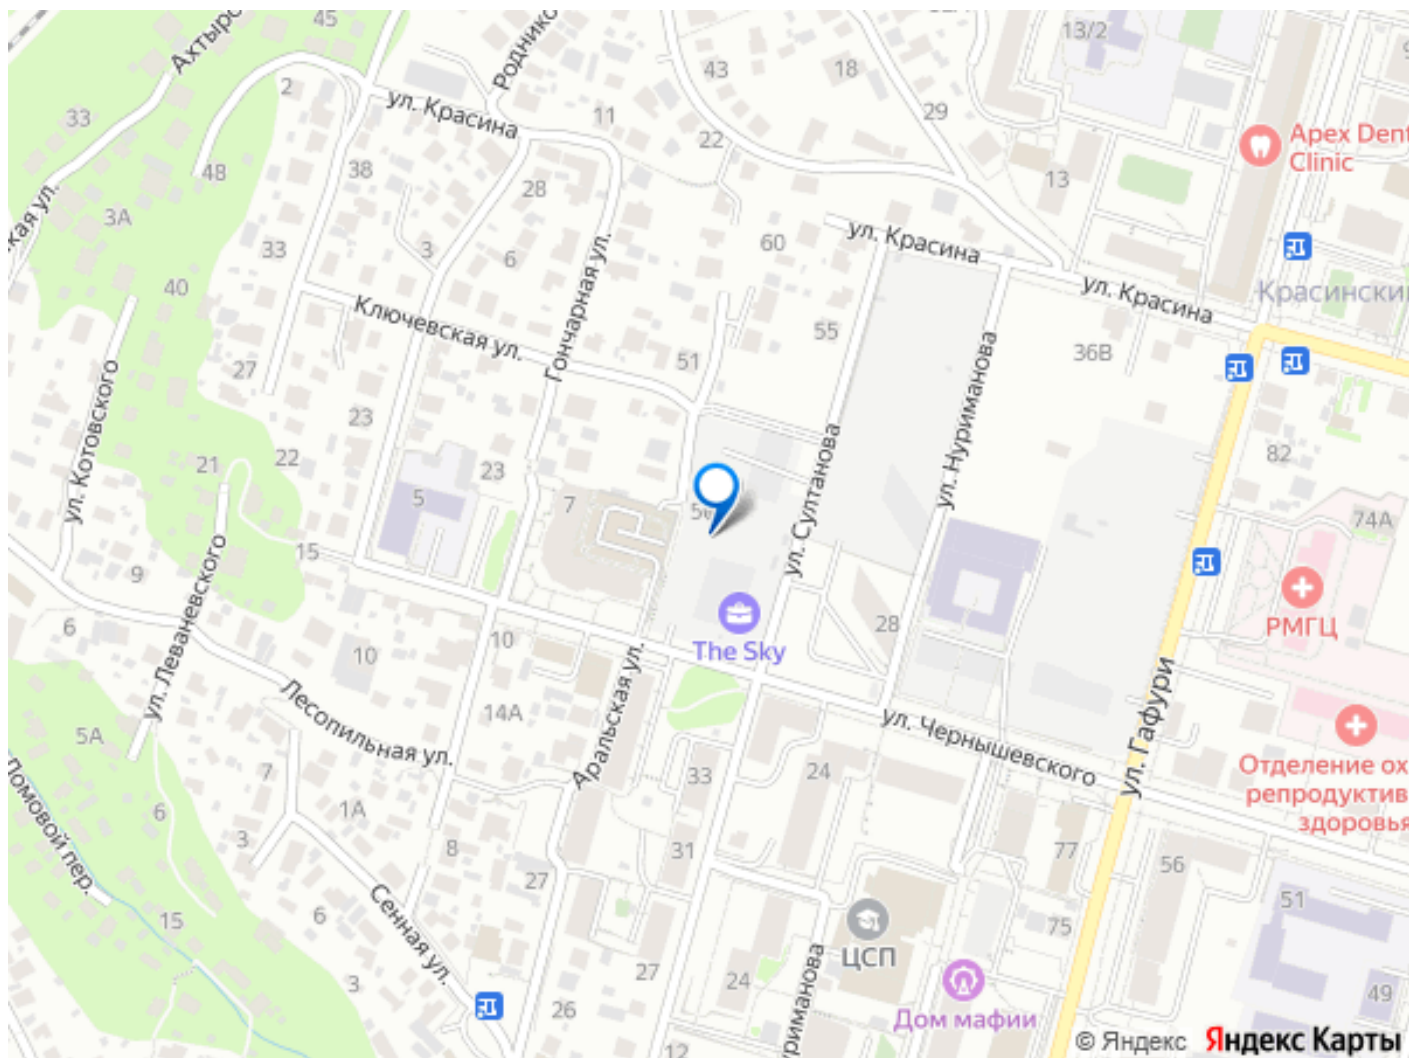 45
Ахтырс
Роднико
13/2
43
18
2
ул. Красина
11
29
Apex Dent
Clinic
33
22
48
38
28
13
3А
кая ул.
33
3
6
60
ул. Красина
40
Красинский
ул. Красина
Ключевская ул.
Гончарная ул.
55
ул. Нуриманова
36В
27
51
ул. Котовского
23
ул. Султанова
82
21
22
23
5
7
74А
15
9
ул. Леваневского
РМГЦ
6
10
10
The Sky
28
ул. Гафури
Лесопильная ул.
14А
Аральская ул.
ул. Чернышевского
5А
Ломовой пер.
7
33
24
Отделение ох
репродуктив
здоровья
6
1А
3
8
31
77
56
27
51
Сенная ул.
15
6
75
ЦСП
3
27
24
уриманова
49
26
Дом мафии
12
© Яндекс Яндекс Карты